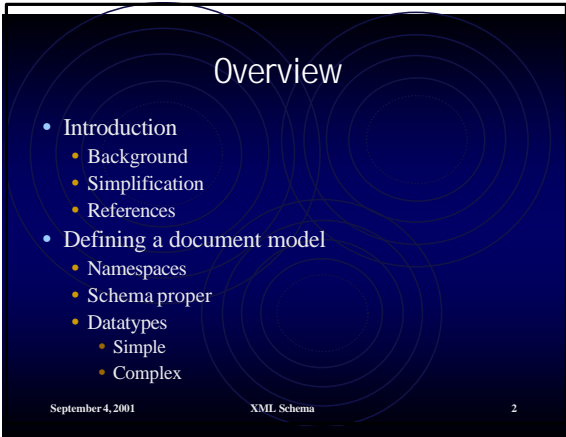 Overview
• Introduction
• Background
• Simplification
• References
• Defining a document model
• Namespaces
• Schema proper
• Datatypes
• Simple
• Complex
September 4, 2001 XML Schema 2